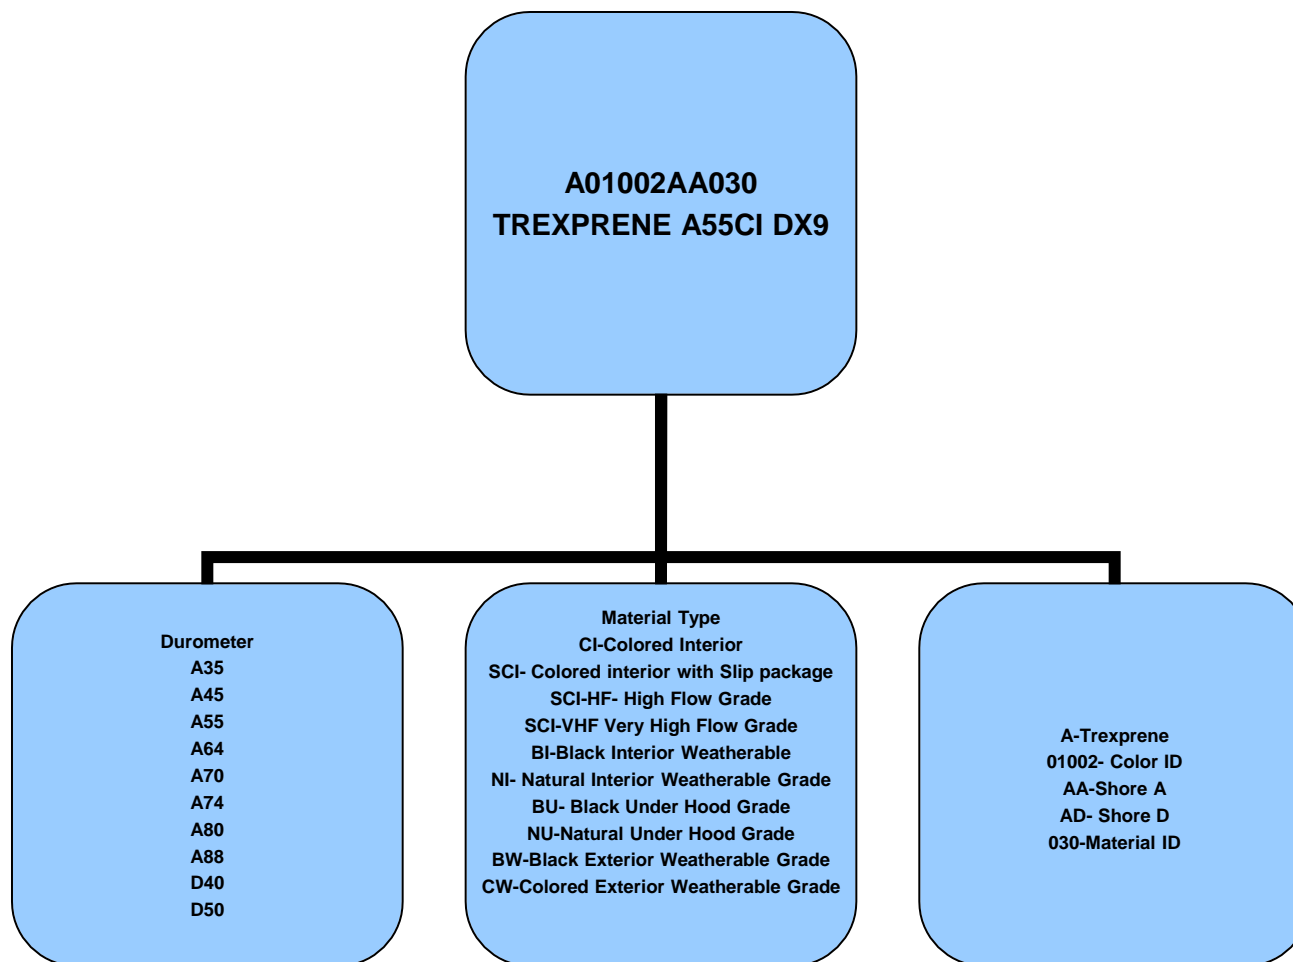 A01002AA030
TREXPRENE A55CI DX9
Durometer
A35
A45
A55
A64
A70
A74
A80
A88
D40
D50
Material Type
CI-Colored Interior
SCI- Colored interior with Slip package
SCI-HF- High Flow Grade
SCI-VHF Very High Flow Grade
BI-Black Interior Weatherable
NI- Natural Interior Weatherable Grade
BU- Black Under Hood Grade
NU-Natural Under Hood Grade
BW-Black Exterior Weatherable Grade
CW-Colored Exterior Weatherable Grade
A-Trexprene
01002- Color ID
AA-Shore A
AD- Shore D
030-Material ID